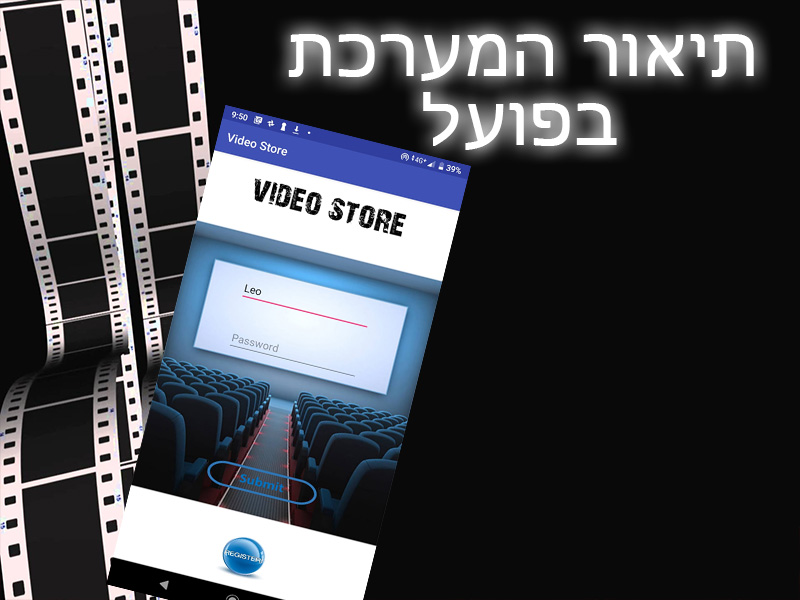 תיאור המערכת
בפועל
9:50
4G+ 39%
Video Store
VIDEO STORE
Leo
Password
Submit
REGISTER